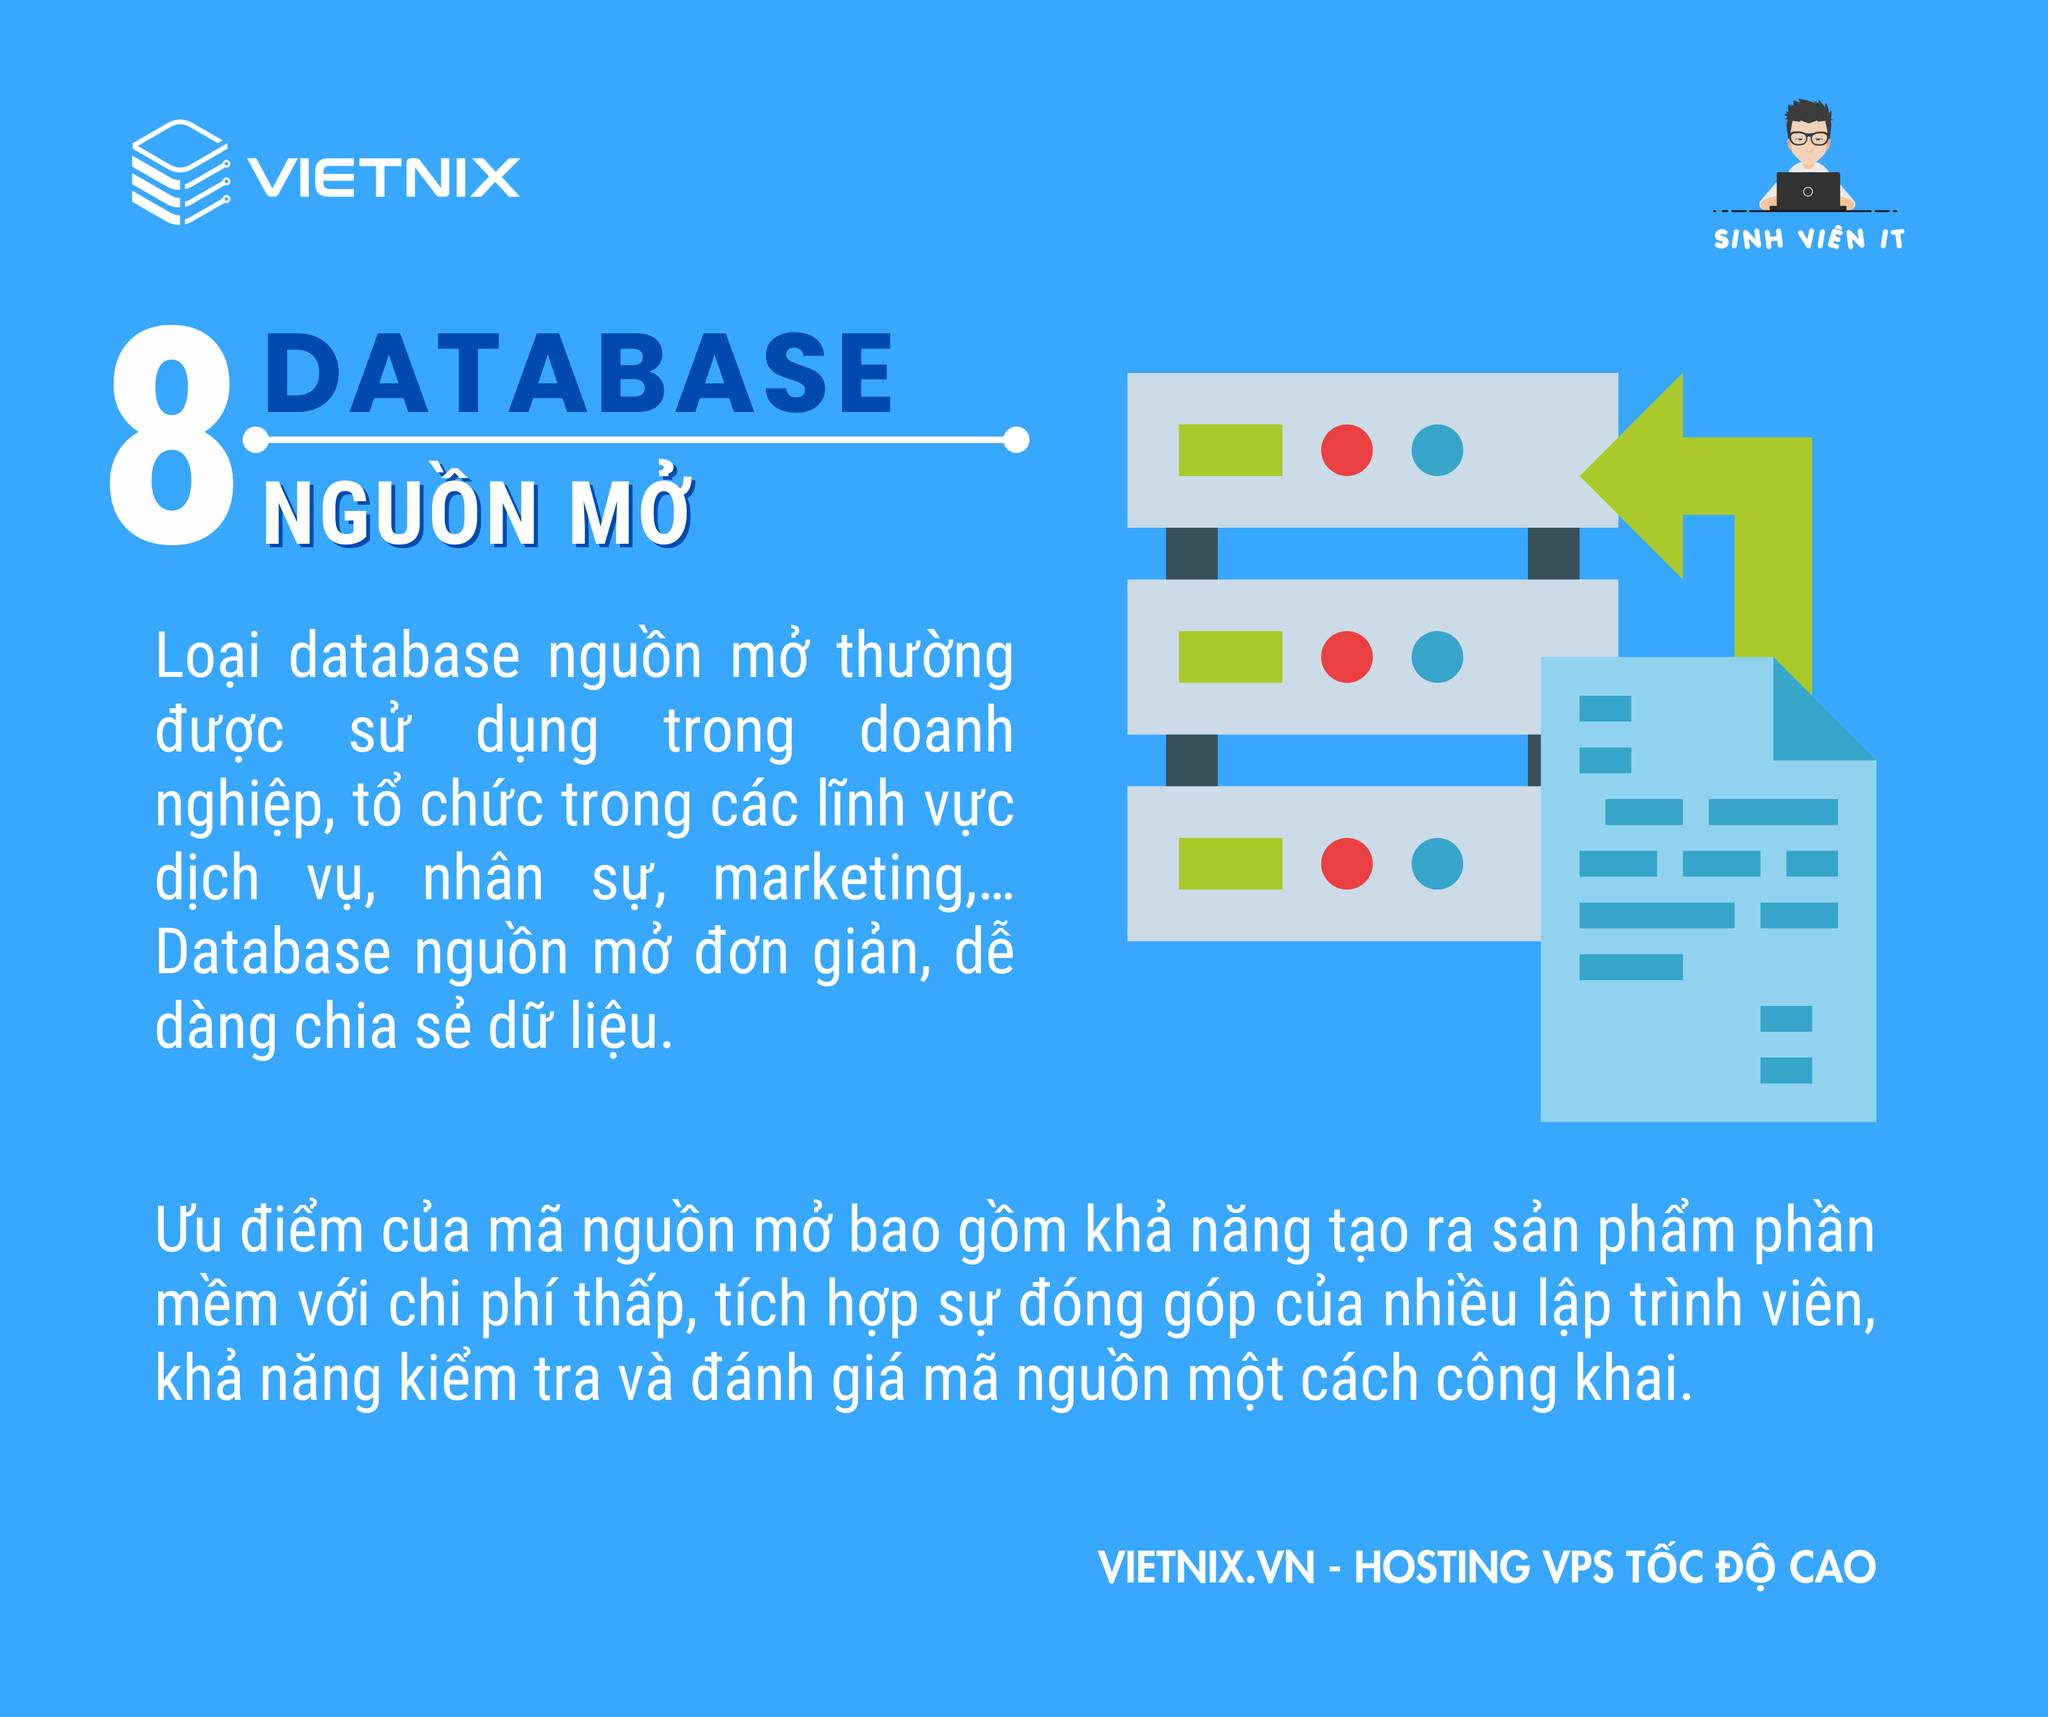 VIETNIX
SINH VIÊN IT
8
DATABASE
NGUỒN MỞ
Loại database nguồn mở thường
được sử dụng trong doanh
nghiệp, tổ chức trong các lĩnh vực
dịch vụ, nhân sự, marketing,...
Database nguồn mở đơn giản, dễ
dàng chia sẻ dữ liệu.
Ưu điểm của mã nguồn mở bao gồm khả năng tạo ra sản phẩm phần
mềm với chi phí thấp, tích hợp sự đóng góp của nhiều lập trình viên,
khả năng kiểm tra và đánh giá mã nguồn một cách công khai.
VIETNIX.VN - HOSTING VPS TỐC ĐỘ CAO